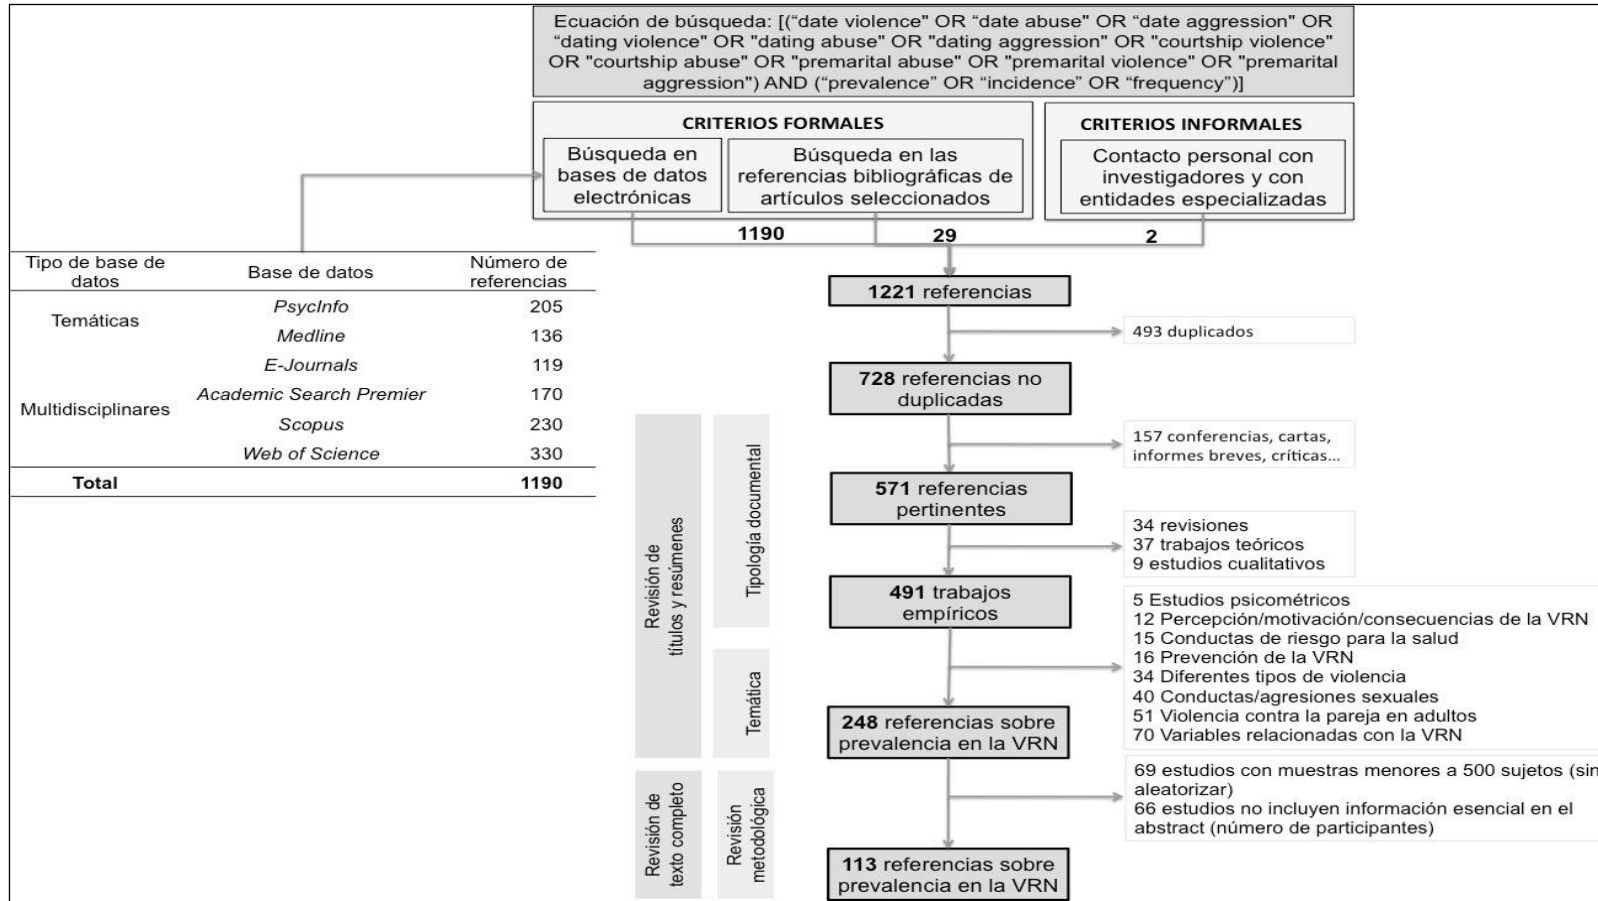 Ecuación de búsqueda: [(“date violence" OR “date abuse" OR “date aggression" OR
“dating violence" OR "dating abuse" OR "dating aggression" OR "courtship violence"
OR "courtship abuse" OR "premarital abuse" OR "premarital violence" OR "premarital
aggression") AND (“prevalence” OR “incidence” OR “frequency”)]
CRITERIOS FORMALES
CRITERIOS INFORMALES
Búsqueda en
bases de datos
electrónicas
Búsqueda en las
referencias bibliográficas de
artículos seleccionados
Contacto personal con
investigadores y con
entidades especializadas
1190
29
2
Tipo de base de
datos
Base de datos
Número de
referencias
Temáticas
PsycInfo 205
Medline 136
E-Journals 119
Multidisciplinares
Academic Search Premier 170
Scopus 230
Web of Science 330
Total 1190
1221 referencias
493 duplicados
728 referencias no
duplicadas
157 conferencias, cartas,
informes breves, críticas...
571 referencias
pertinentes
34 revisiones
37 trabajos teóricos
9 estudios cualitativos
491 trabajos
empíricos
5 Estudios psicométricos
12 Percepción/motivación/consecuencias de la VRN
15 Conductas de riesgo para la salud
16 Prevención de la VRN
34 Diferentes tipos de violencia
40 Conductas/agresiones sexuales
51 Violencia contra la pareja en adultos
70 Variables relacionadas con la VRN
248 referencias sobre
prevalencia en la VRN
69 estudios con muestras menores a 500 sujetos (sin
aleatorizar)
66 estudios no incluyen información esencial en el
abstract (número de participantes)
113 referencias sobre
prevalencia en la VRN
Revisión de
títulos y resúmenes
Tipología documental
Temática
Revisión de
texto completo
Revisión
metodológica